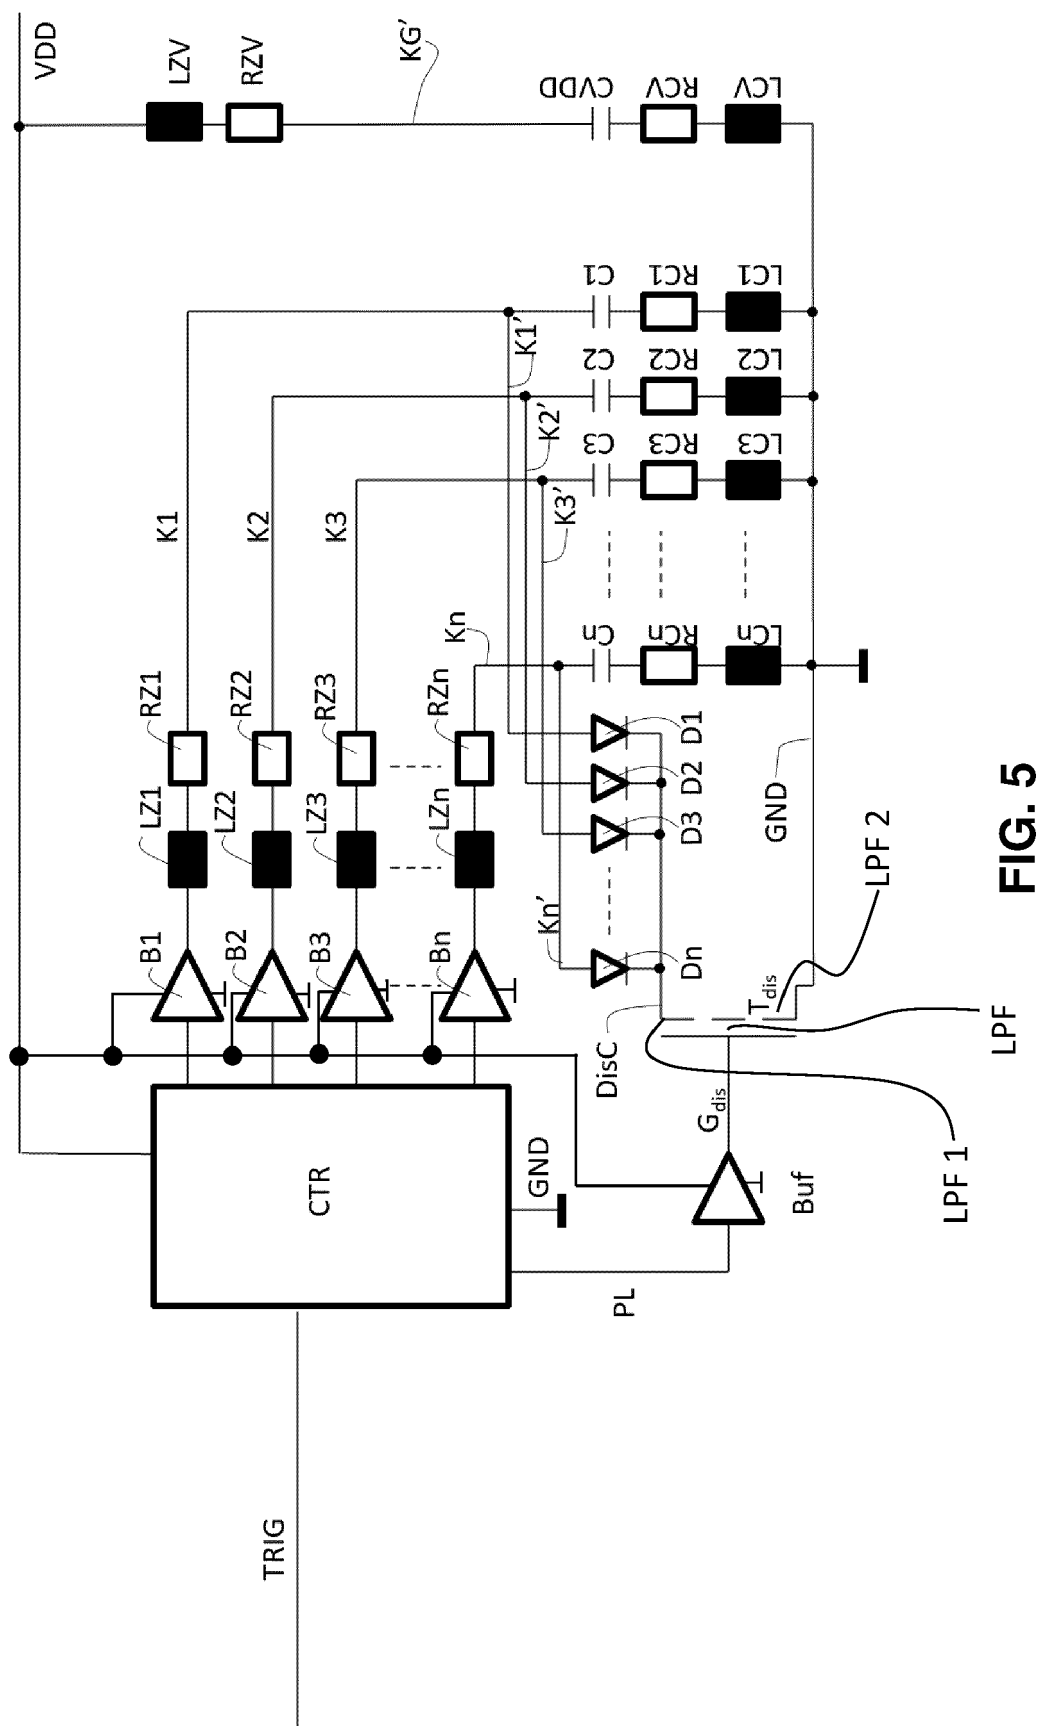 VDD
LZV
RZV
KG'
CVDD
RCV
LCV
K1
K2
K3
Kn
K1'
K2'
K3'
Kn'
C1
RC1
LC1
C2
RC2
LC2
C3
RC3
LC3
Cn
RCn
LCn
RZ1
RZ2
RZ3
RZn
LZ1
LZ2
LZ3
LZn
B1
B2
B3
Bn
D1
D2
D3
Dn
DisC
GND
Tdis
Gdis
LPF 2
LPF
LPF 1
CTR
GND
Buf
PL
TRIG
FIG. 5